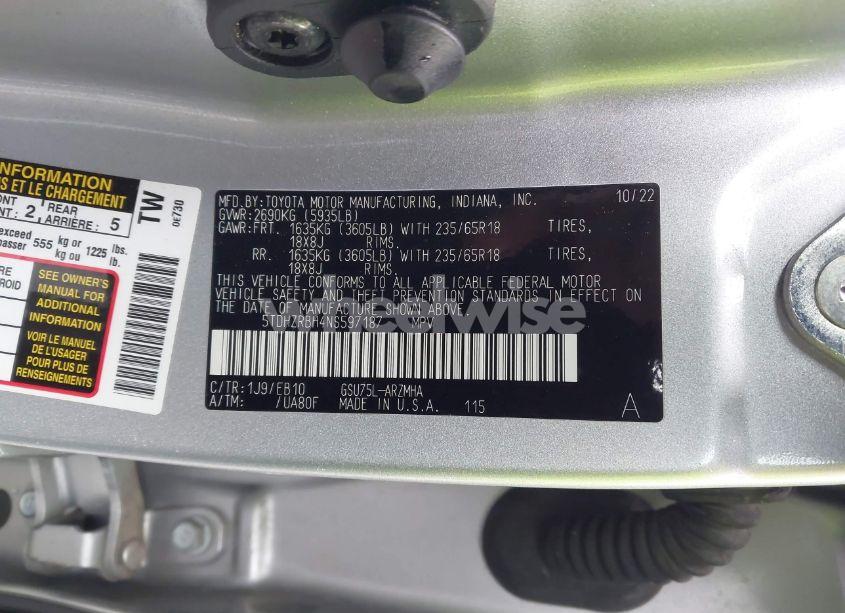 INFORMATION
S ET LE CHARGEMENT
NT : 2 REAR ARRIÈRE : 5
exceed 555 kg or 1225 lbs.
passer kg ou lb.
TW
0E730
SEE OWNER'S
MANUAL FOR
ADDITIONAL
INFORMATION
VOIR LE MANUEL
DE L'USAGER
POUR PLUS DE
RENSEIGNEMENTS
MFD.BY:TOYOTA MOTOR MANUFACTURING, INDIANA, INC. 10/22
GVWR:2690KG (5935LB)
GAWR:FRT. 1635KG (3605LB) WITH 235/65R18 TIRES,
18X8J RIMS.
RR. 1635KG (3605LB) WITH 235/65R18 TIRES,
18X8J RIMS.
THIS VEHICLE CONFORMS TO ALL APPLICABLE FEDERAL MOTOR
VEHICLE SAFETY AND THEFT PREVENTION STANDARDS IN EFFECT ON
THE DATE OF MANUFACTURE SHOWN ABOVE.
5TDHZRBH4NS597187 MPV
C/TR:1J9/EB10 GSU75L-ARZMHA
A/TM: /UA80F MADE IN U.S.A. 115 A